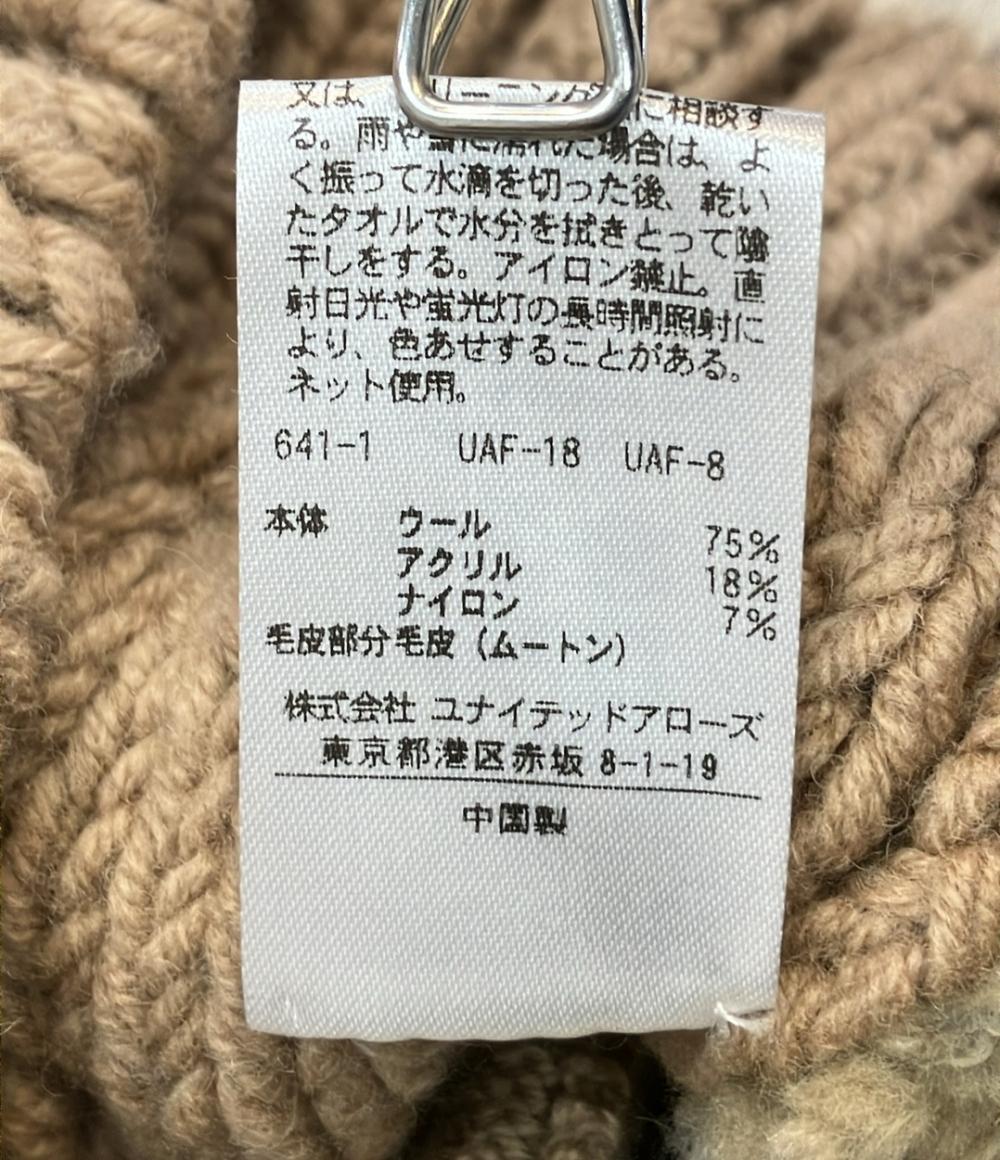 又は、 リーニング に相談す
る。雨や雪に濡れた場合は、よ
く振って水滴を切った後、乾い
たタオルで水分を拭きとって陰
干しをする。アイロン禁止。直
射日光や蛍光灯の長時間照射に
より、色あせすることがある。
ネット使用。
641-1 UAF-18 UAF-8
本体 ウール 75%
アクリル 18%
ナイロン 7%
毛皮部分 毛皮 (ムートン)
株式会社 ユナイテッドアローズ
東京都港区赤坂 8-1-19
中国製